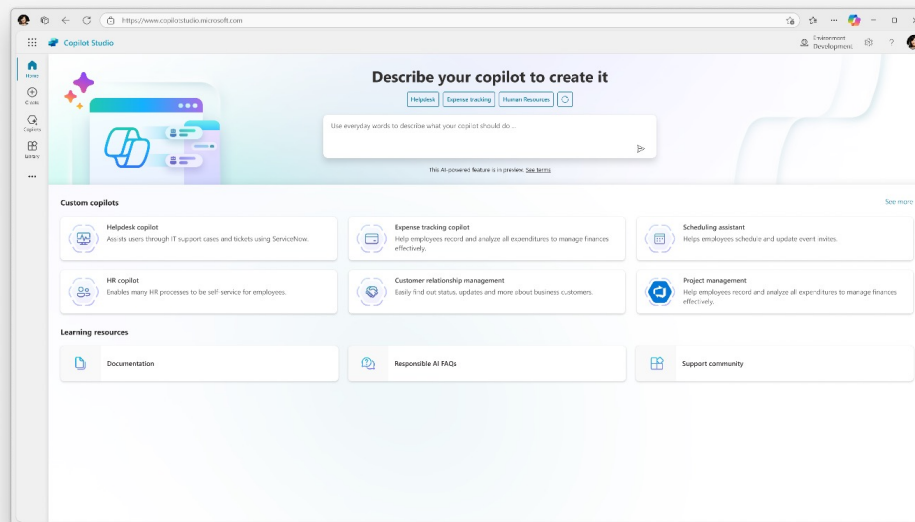 https://www.copilotstudio.microsoft.com
Copilot Studio
Environment
Development
?
Home
Create
Copilots
Library
Describe your copilot to create it
Helpdesk
Expense tracking
Human Resources
Use everyday words to describe what your copilot should do ...
This AI-powered feature is in preview. See terms
Custom copilots
See more
Helpdesk copilot
Assists users through IT support cases and tickets using ServiceNow.
Expense tracking copilot
Help employees record and analyze all expenditures to manage finances
effectively.
Scheduling assistant
Helps employees schedule and update event invites.
HR copilot
Enables many HR processes to be self service for employees.
Customer relationship management
Easily find out status, updates and more about business customers.
Project management
Help employees record and analyze all expenditures to manage finances
effectively.
Learning resources
Documentation
Responsible AI FAQs
Support community